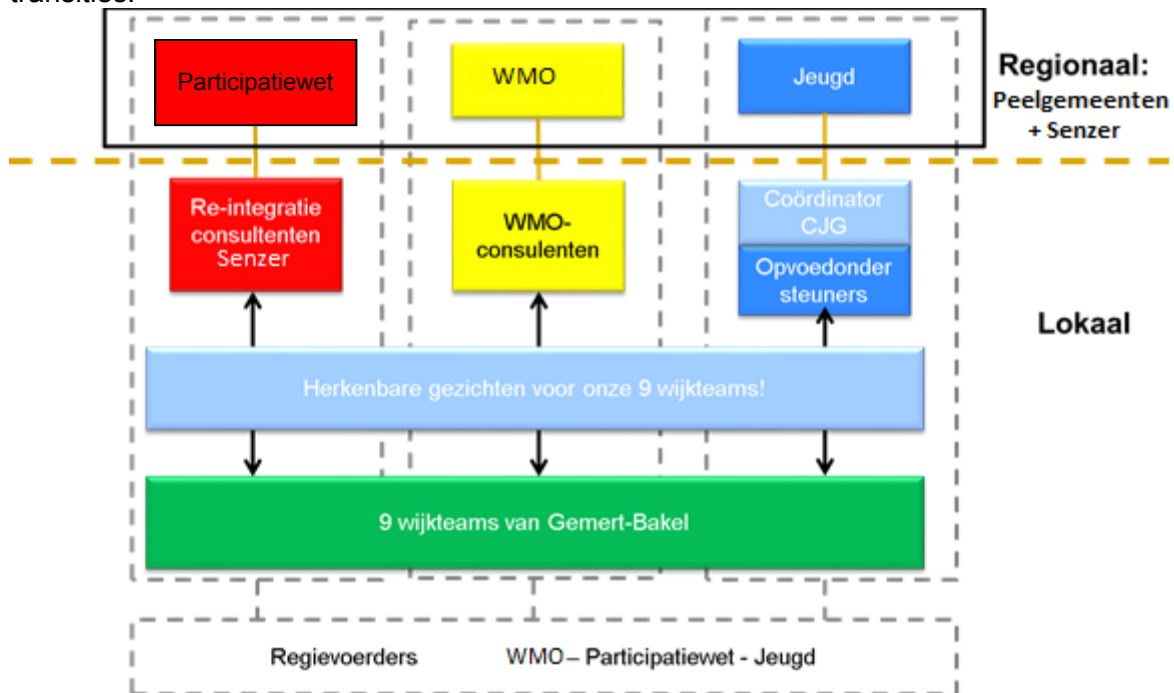 transities.
Participatiewet
WMO
Jeugd
Regionaal:
Peelgemeenten
+ Senzer
Re-integratie
consultenten
Senzer
WMO-
consulenten
Coördinator
CJG
Opvoedonder
steuners
Lokaal
Herkenbare gezichten voor onze 9 wijkteams!
9 wijkteams van Gemert-Bakel
Regievoerders WMO – Participatiewet - Jeugd